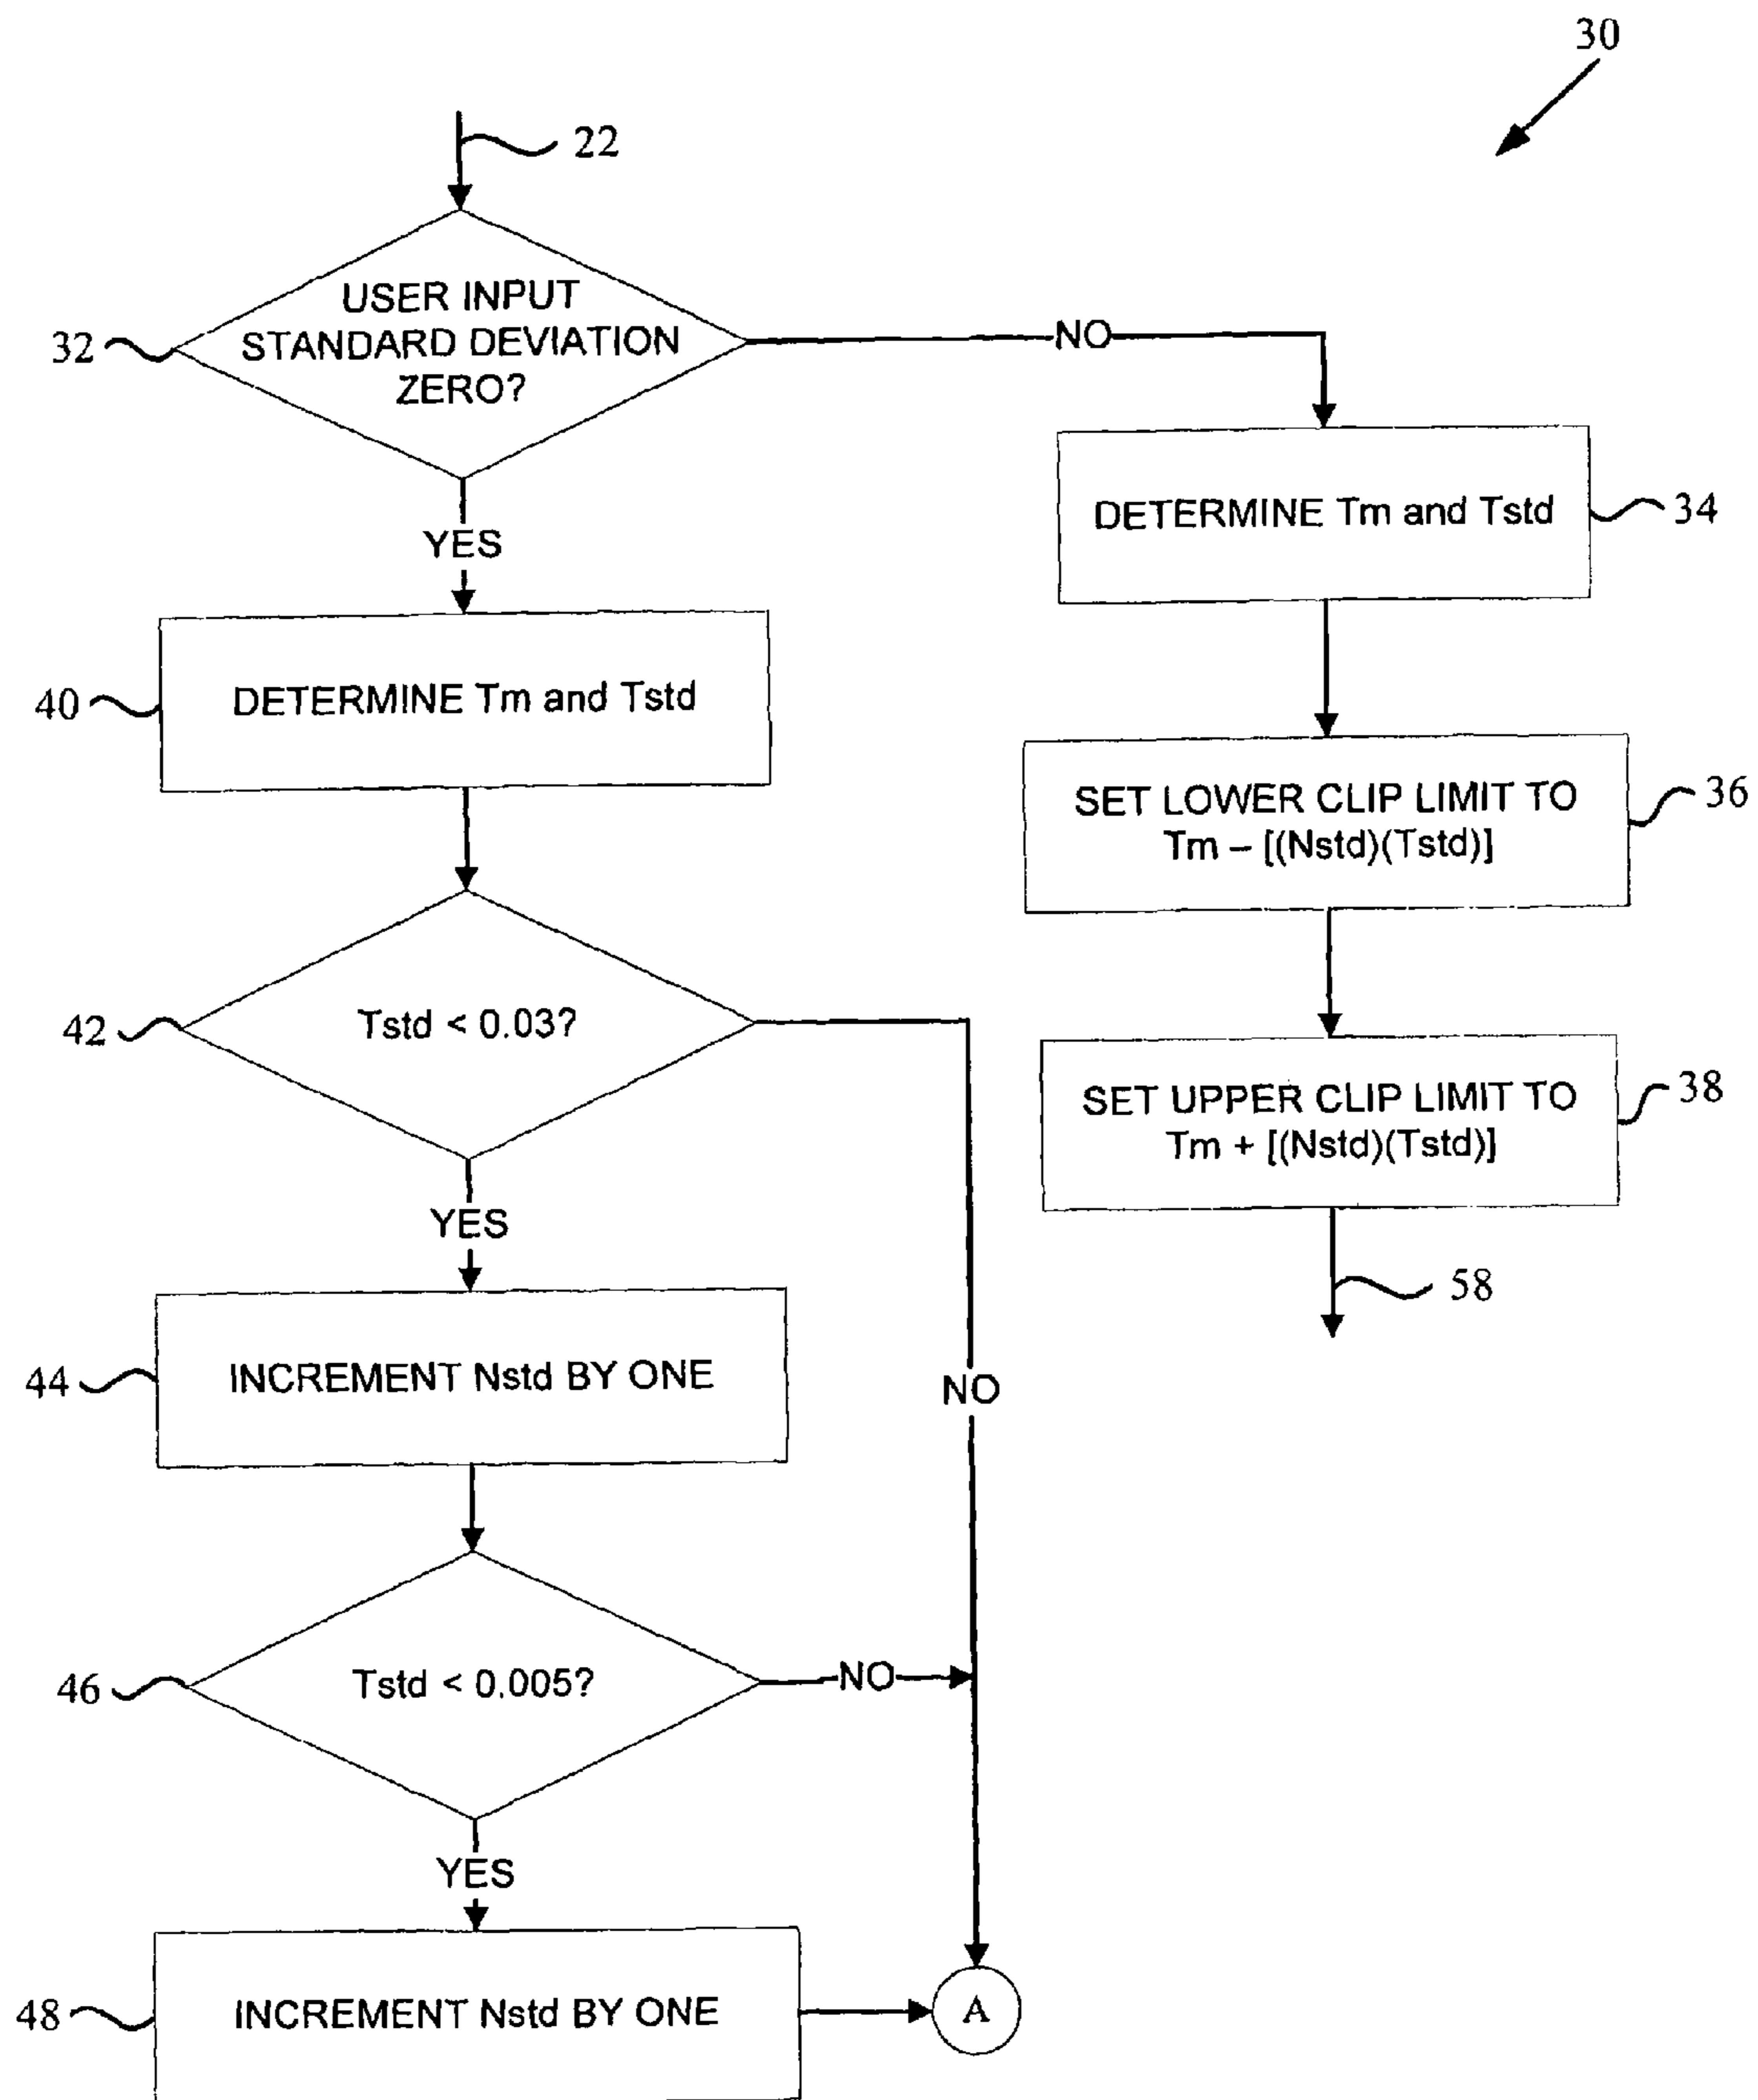 30
22
USER INPUT
STANDARD DEVIATION
ZERO?
32
NO
YES
DETERMINE Tm and Tstd
34
DETERMINE Tm and Tstd
40
SET LOWER CLIP LIMIT TO
Tm – [(Nstd)(Tstd)]
36
Tstd < 0.03?
42
SET UPPER CLIP LIMIT TO
Tm + [(Nstd)(Tstd)]
38
YES
58
INCREMENT Nstd BY ONE
44
NO
Tstd < 0.005?
46
NO
YES
INCREMENT Nstd BY ONE
48
A